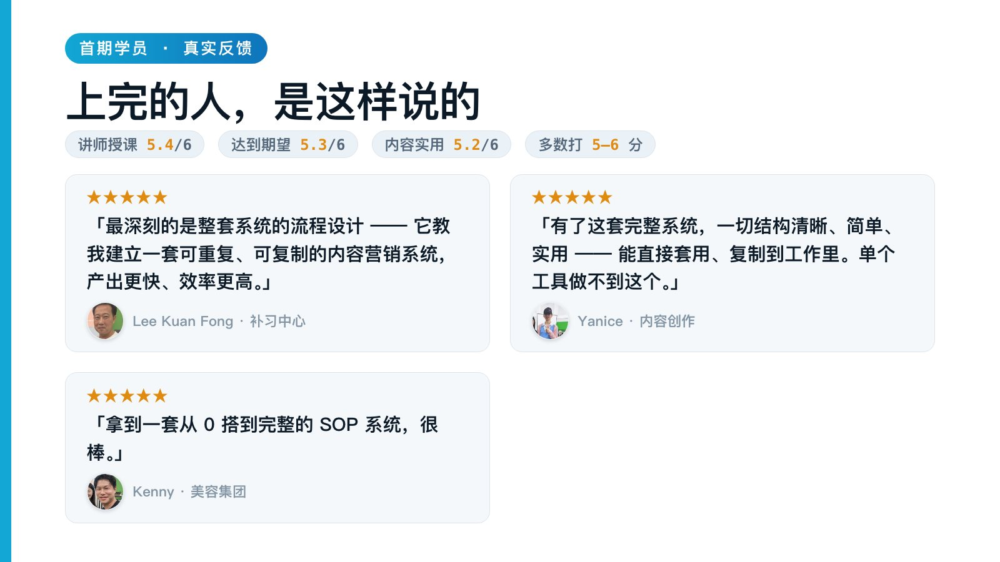 首期学员 · 真实反馈
上完的人，是这样说的
讲师授课 5.4/6
达到期望 5.3/6
内容实用 5.2/6
多数打 5–6 分
★★★★★
「最深刻的是整套系统的流程设计 —— 它教
我建立一套可重复、可复制的内容营销系统，
产出更快、效率更高。」
Lee Kuan Fong · 补习中心
★★★★★
「有了这套完整系统，一切结构清晰、简单、
实用 —— 能直接套用、复制到工作里。单个
工具做不到这个。」
Yanice · 内容创作
★★★★★
「拿到一套从 0 搭到完整的 SOP 系统，很
棒。」
Kenny · 美容集团